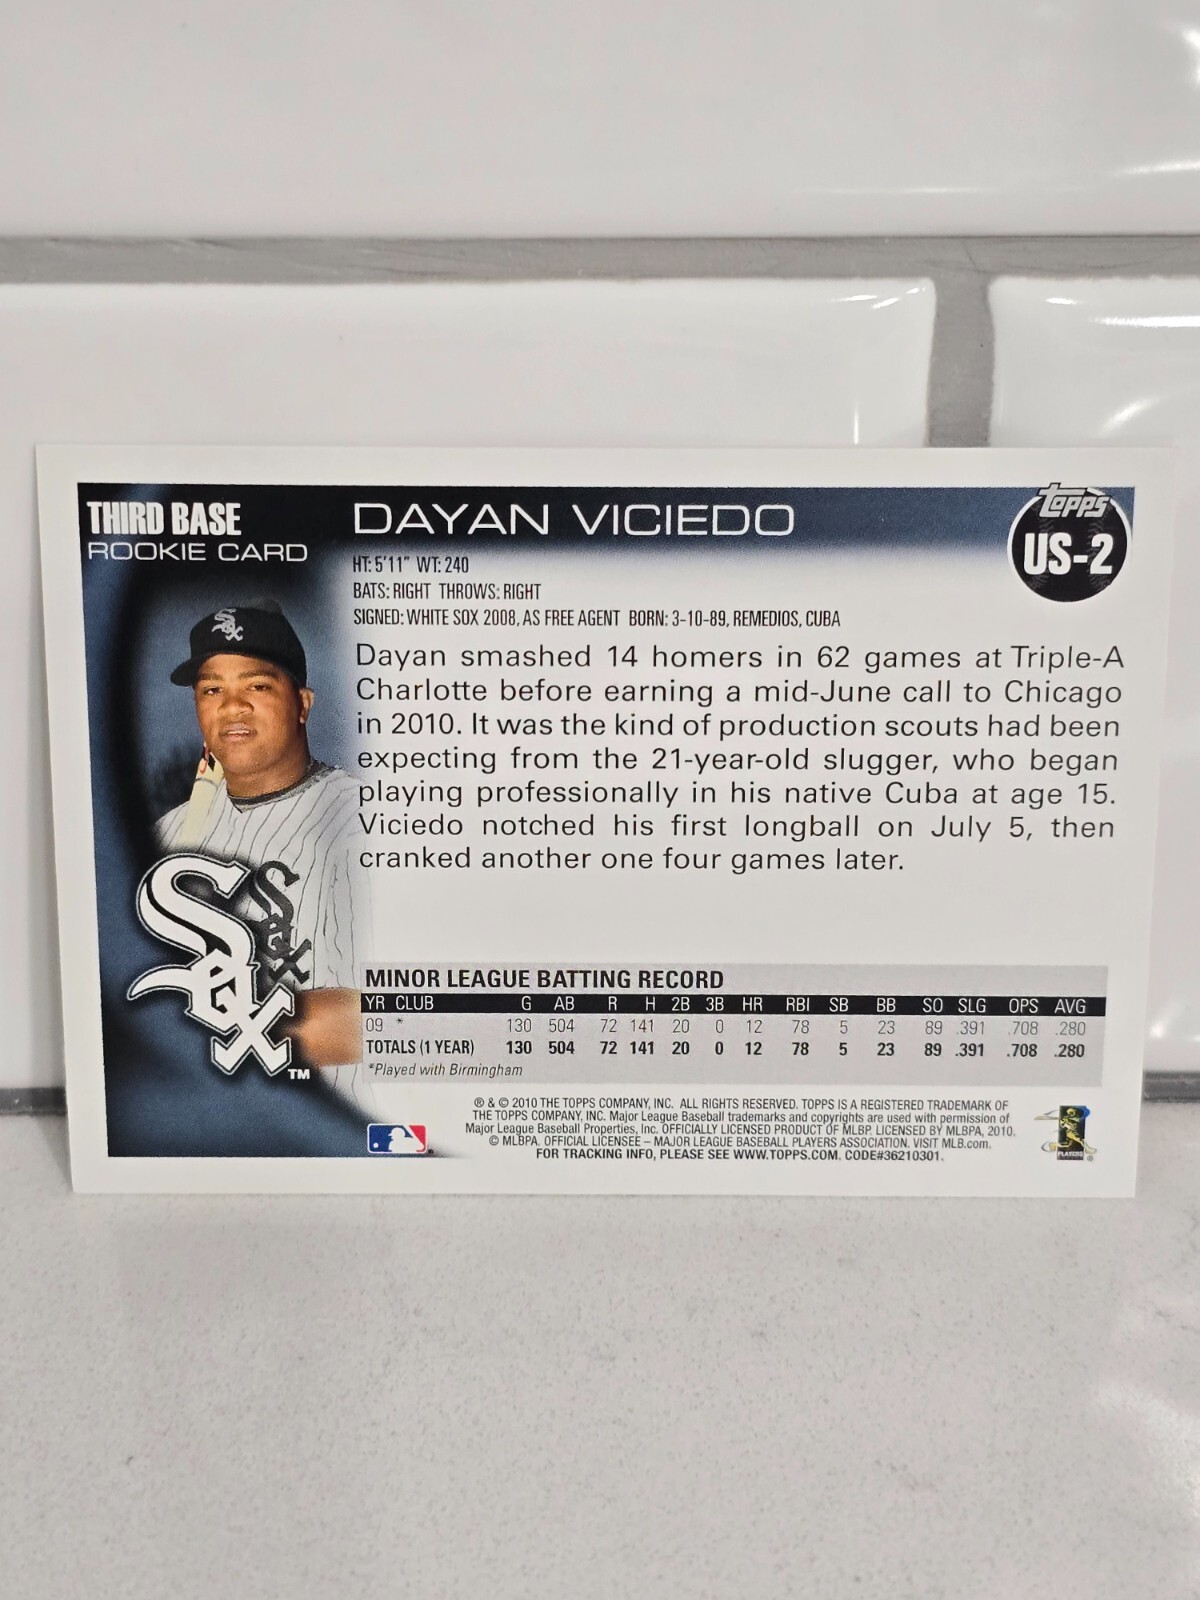 THIRD BASE
ROOKIE CARD
DAYAN VICIEDO
topps
US-2
HT: 5'11" WT: 240
BATS: RIGHT THROWS: RIGHT
SIGNED: WHITE SOX 2008, AS FREE AGENT BORN: 3-10-89, REMEDIOS, CUBA
Dayan smashed 14 homers in 62 games at Triple-A
Charlotte before earning a mid-June call to Chicago
in 2010. It was the kind of production scouts had been
expecting from the 21-year-old slugger, who began
playing professionally in his native Cuba at age 15.
Viciedo notched his first longball on July 5, then
cranked another one four games later.
Sox
Sox
Sox
TM
MINOR LEAGUE BATTING RECORD
YR CLUB G AB R H 2B 3B HR RBI SB BB SO SLG OPS AVG
09 * 130 504 72 141 20 0 12 78 5 23 89 .391 .708 .280
TOTALS (1 YEAR) 130 504 72 141 20 0 12 78 5 23 89 .391 .708 .280
*Played with Birmingham
® & © 2010 THE TOPPS COMPANY, INC. ALL RIGHTS RESERVED. TOPPS IS A REGISTERED TRADEMARK OF
THE TOPPS COMPANY, INC. Major League Baseball trademarks and copyrights are used with permission of
Major League Baseball Properties, Inc. OFFICIALLY LICENSED PRODUCT OF MLBP. LICENSED BY MLBPA, 2010.
© MLBPA. OFFICIAL LICENSEE – MAJOR LEAGUE BASEBALL PLAYERS ASSOCIATION. VISIT MLB.com.
FOR TRACKING INFO, PLEASE SEE WWW.TOPPS.COM. CODE#36210301.
PLAYERS